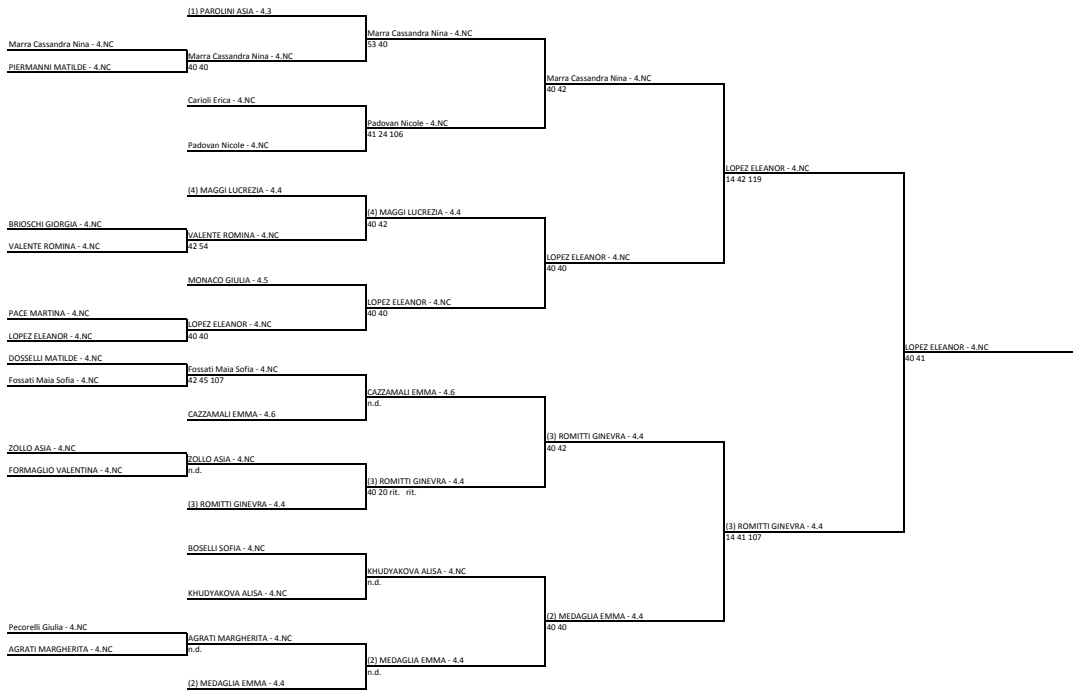 (1) PAROLINI ASIA - 4.3
Marra Cassandra Nina - 4.NC
53 40
Marra Cassandra Nina - 4.NC
Marra Cassandra Nina - 4.NC
40 40
PIERMANNI MATILDE - 4.NC
Marra Cassandra Nina - 4.NC
40 42
Carioli Erica - 4.NC
Padovan Nicole - 4.NC
41 24 106
Padovan Nicole - 4.NC
LOPEZ ELEANOR - 4.NC
14 42 119
(4) MAGGI LUCREZIA - 4.4
(4) MAGGI LUCREZIA - 4.4
40 42
BRIOSCHI GIORGIA - 4.NC
VALENTE ROMINA - 4.NC
42 54
VALENTE ROMINA - 4.NC
LOPEZ ELEANOR - 4.NC
40 40
MONACO GIULIA - 4.5
LOPEZ ELEANOR - 4.NC
40 40
PACE MARTINA - 4.NC
LOPEZ ELEANOR - 4.NC
40 40
LOPEZ ELEANOR - 4.NC
LOPEZ ELEANOR - 4.NC
40 41
DOSSELLI MATILDE - 4.NC
Fossati Maia Sofia - 4.NC
42 45 107
Fossati Maia Sofia - 4.NC
CAZZAMALI EMMA - 4.6
n.d.
CAZZAMALI EMMA - 4.6
(3) ROMITTI GINEVRA - 4.4
40 42
ZOLLO ASIA - 4.NC
ZOLLO ASIA - 4.NC
n.d.
FORMAGLIO VALENTINA - 4.NC
(3) ROMITTI GINEVRA - 4.4
40 20 rit. rit.
(3) ROMITTI GINEVRA - 4.4
(3) ROMITTI GINEVRA - 4.4
14 41 107
BOSELLI SOFIA - 4.NC
KHUDYAKOVA ALISA - 4.NC
n.d.
KHUDYAKOVA ALISA - 4.NC
(2) MEDAGLIA EMMA - 4.4
40 40
Pecorelli Giulia - 4.NC
AGRATI MARGHERITA - 4.NC
n.d.
AGRATI MARGHERITA - 4.NC
(2) MEDAGLIA EMMA - 4.4
n.d.
(2) MEDAGLIA EMMA - 4.4